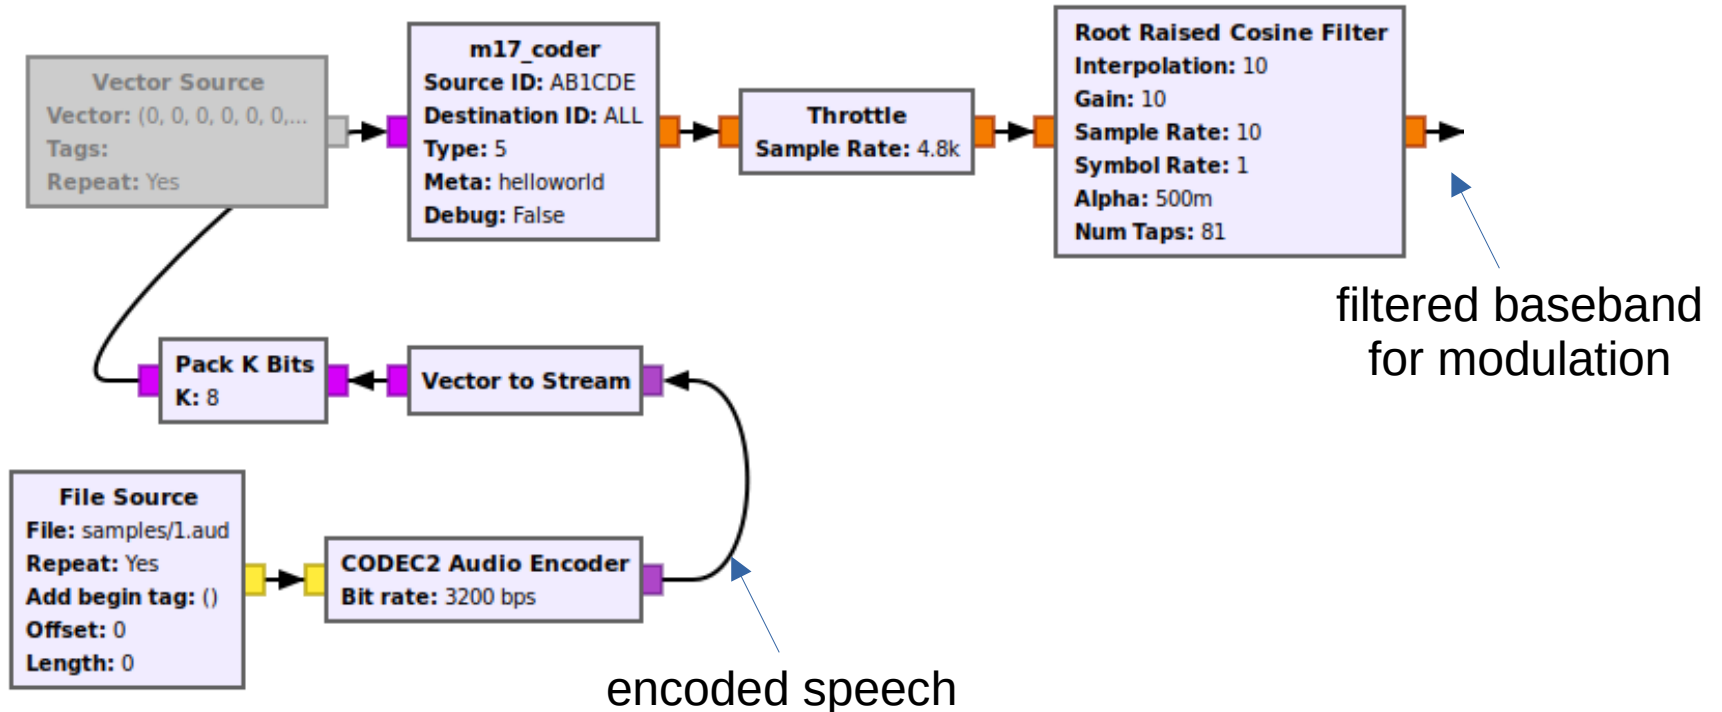 Vector Source
Vector: (0, 0, 0, 0, 0, 0,...
Tags:
Repeat: Yes
m17_coder
Source ID: AB1CDE
Destination ID: ALL
Type: 5
Meta: helloworld
Debug: False
Throttle
Sample Rate: 4.8k
Root Raised Cosine Filter
Interpolation: 10
Gain: 10
Sample Rate: 10
Symbol Rate: 1
Alpha: 500m
Num Taps: 81
filtered baseband
for modulation
Pack K Bits
K: 8
Vector to Stream
File Source
File: samples/1.aud
Repeat: Yes
Add begin tag: ()
Offset: 0
Length: 0
CODEC2 Audio Encoder
Bit rate: 3200 bps
encoded speech